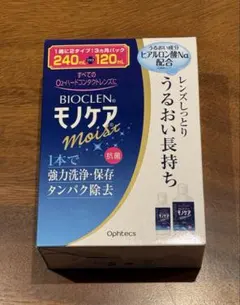 1箱に2タイプ！3ヵ月パック
240mL 120mL
すべての
O₂・ハードコンタクトレンズに
BIOCLEN®
モノケア
moist
抗菌
1本で
強力洗浄・保存
タンパク除去
Ophtecs
うるおい成分
ヒアルロン酸Na
配合
レンズしっとり
うるおい長持ち